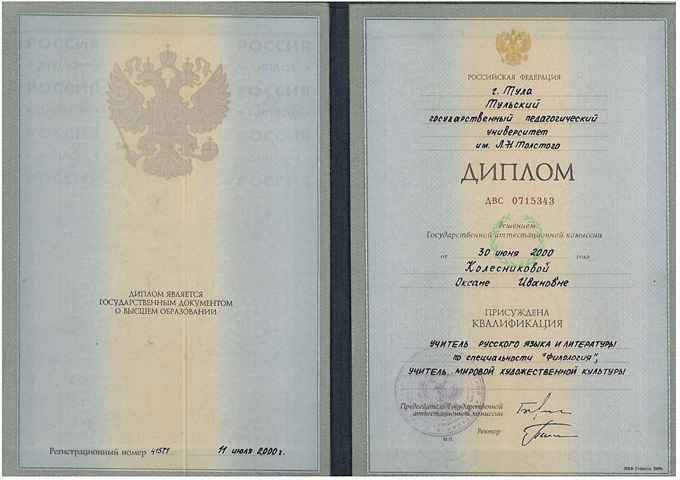 РОССИЯ
РОССИЯ
ДИПЛОМ ЯВЛЯЕТСЯ
ГОСУДАРСТВЕННЫМ ДОКУМЕНТОМ
О ВЫСШЕМ ОБРАЗОВАНИИ
Регистрационный номер
11 июля 2000 г.
РОССИЙСКАЯ ФЕДЕРАЦИЯ
г. Тула
Тульский
государственный педагогический
университет
им. Л.Н.Толстого
ДИПЛОМ
ДВС 0715343
Решением
Государственной аттестационной комиссии
от 30 июня 2000 года
Колесниковой
Оксане Ивановне
ПРИСУЖДЕНА
КВАЛИФИКАЦИЯ
УЧИТЕЛЬ РУССКОГО ЯЗЫКА И ЛИТЕРАТУРЫ
по специальности "Филология",
УЧИТЕЛЬ МИРОВОЙ ХУДОЖЕСТВЕННОЙ КУЛЬТУРЫ
Председатель Государственной
аттестационной комиссии
Ректор
М.П.